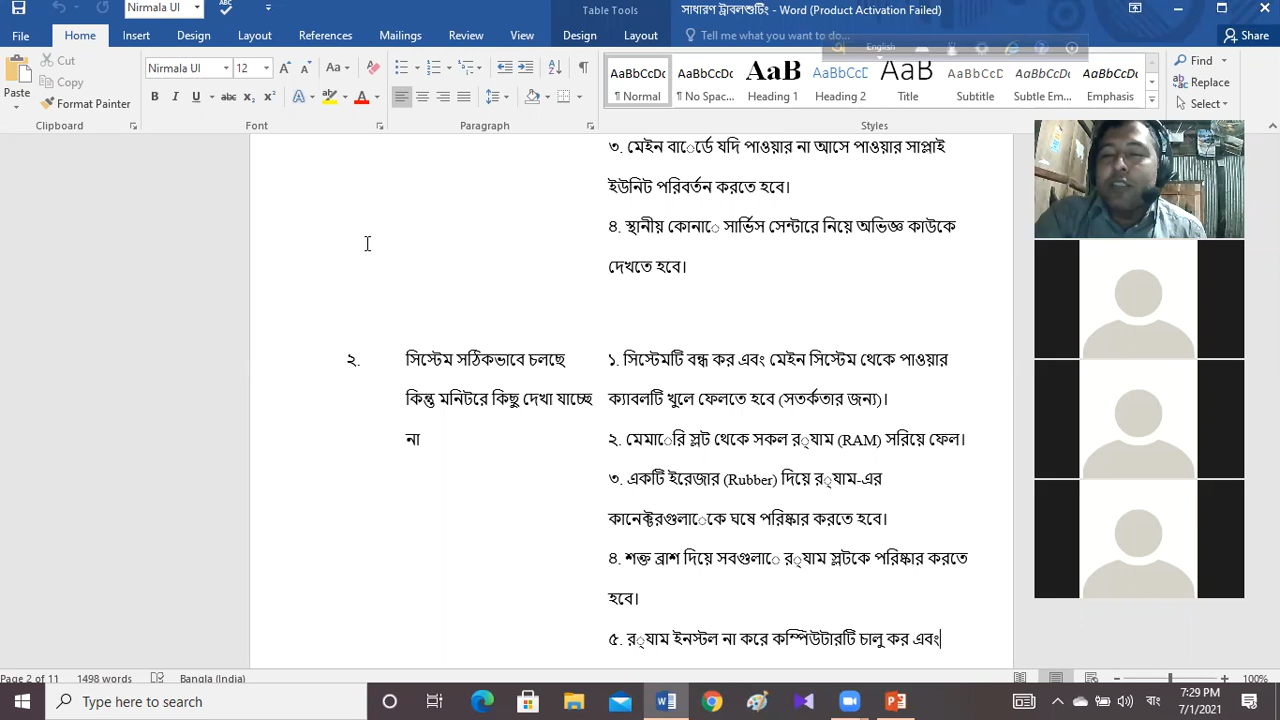 Nirmala UI
Table Tools
সাধারণ ট্রাবলশুটিং - Word (Product Activation Failed)
File
Home
Insert
Design
Layout
References
Mailings
Review
View
Design
Layout
Tell me what you want to do...
Share
English
Cut
Copy
Paste
Format Painter
Clipboard
Nirmala UI
12
Font
Paragraph
AaBbCcDc
¶ Normal
AaBbCcDc
¶ No Spac...
AaB
Heading 1
AaBbCcD
Heading 2
AaB
Title
AaBbCcD
Subtitle
AaBbCcDc
Subtle Em...
AaBbCcDc
Emphasis
Styles
Find
Replace
Select
৩. মেইন বাের্ডে যদি পাওয়ার না আসে পাওয়ার সাপ্লাই
ইউনিট পরিবর্তন করতে হবে।
৪. স্থানীয় কোনাে সার্ভিস সেন্টারে নিয়ে অভিজ্ঞ কাউকে
দেখতে হবে।
২.
সিস্টেম সঠিকভাবে চলছে
কিন্তু মনিটরে কিছু দেখা যাচ্ছে
না
১. সিস্টেমটি বন্ধ কর এবং মেইন সিস্টেম থেকে পাওয়ার
ক্যাবলটি খুলে ফেলতে হবে (সতর্কতার জন্য)।
২. মেমাােরি স্লট থেকে সকল র‍্যাম (RAM) সরিয়ে ফেল।
৩. একটি ইরেজার (Rubber) দিয়ে র‍্যাম-এর
কানেক্টরগুলােকে ঘষে পরিষ্কার করতে হবে।
৪. শক্ত ব্রাশ দিয়ে সবগুলাে র‍্যাম স্লটকে পরিষ্কার করতে
হবে।
৫. র‍্যাম ইনস্টল না করে কম্পিউটারটি চালু কর এবং
Page 2 of 11
1498 words
Bangla (India)
100%
Type here to search
বাং
7:29 PM
7/1/2021